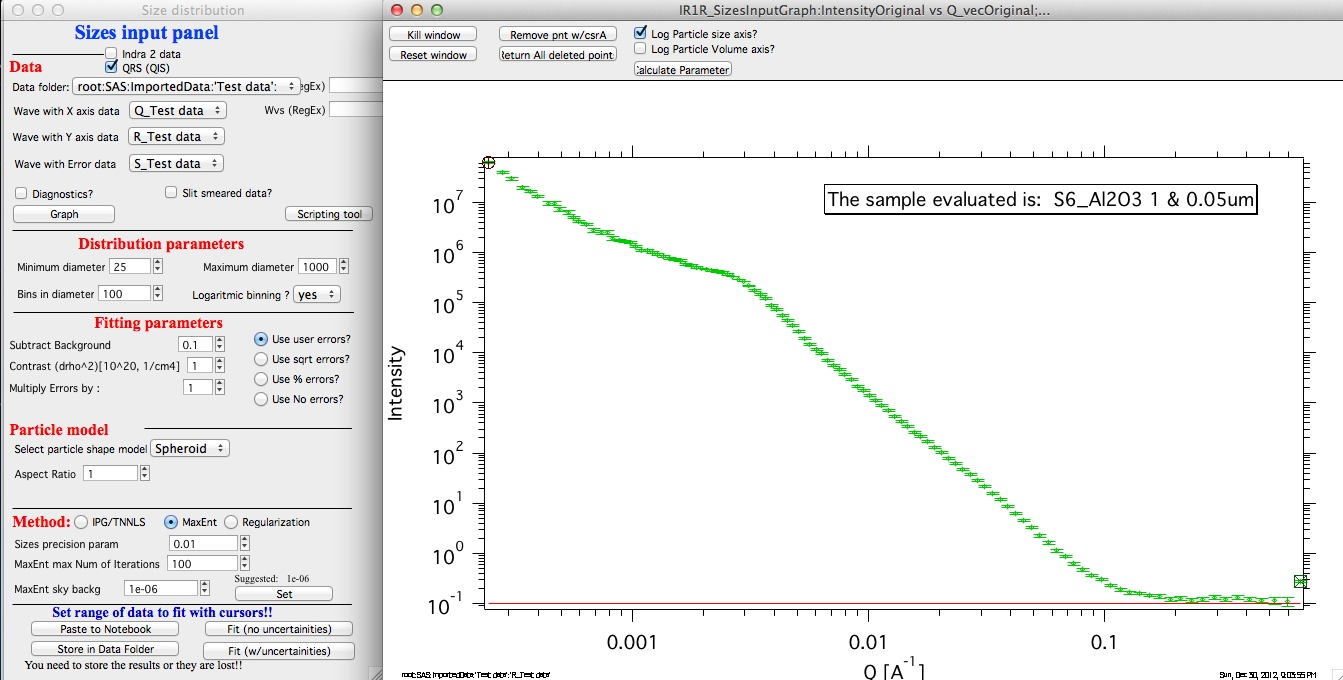 Size distribution
Sizes input panel
Indra 2 data
Data
QRS (QIS)
Data folder: root:SAS:ImportedData:'Test data': egEx)
Wave with X axis data Q_Test data Wvs (RegEx)
Wave with Y axis data R_Test data
Wave with Error data S_Test data
Diagnostics? Slit smeared data?
Graph Scripting tool
Distribution parameters
Minimum diameter 25 Maximum diameter 1000
Bins in diameter 100 Logaritmic binning ? yes
Fitting parameters
Subtract Background 0.1 Use user errors?
Contrast (drho^2)[10^20, 1/cm4] 1 Use sqrt errors?
Multiply Errors by : 1 Use % errors?
Use No errors?
Particle model
Select particle shape model Spheroid
Aspect Ratio 1
Method: IPG/TNNLS MaxEnt Regularization
Sizes precision param 0.01
MaxEnt max Num of Iterations 100
Suggested: 1e-06
MaxEnt sky backg 1e-06 Set
Set range of data to fit with cursors!!
Paste to Notebook Fit (no uncertainities)
Store in Data Folder Fit (w/uncertainities)
You need to store the results or they are lost!!
IR1R_SizesInputGraph:IntensityOriginal vs Q_vecOriginal;...
Kill window Remove pnt w/csrA Log Particle size axis?
Reset window Return All deleted point Log Particle Volume axis?
Calculate Parameter
The sample evaluated is: S6_Al2O3 1 & 0.05um
10^7
10^6
10^5
10^4
10^3
10^2
10^1
10^0
10^-1
Intensity
0.001 0.01 0.1
Q [A^-1]
root:SAS:ImportedData:'Test data':'R_Test data' Sun, Dec 30, 2012, 9:03:55 PM